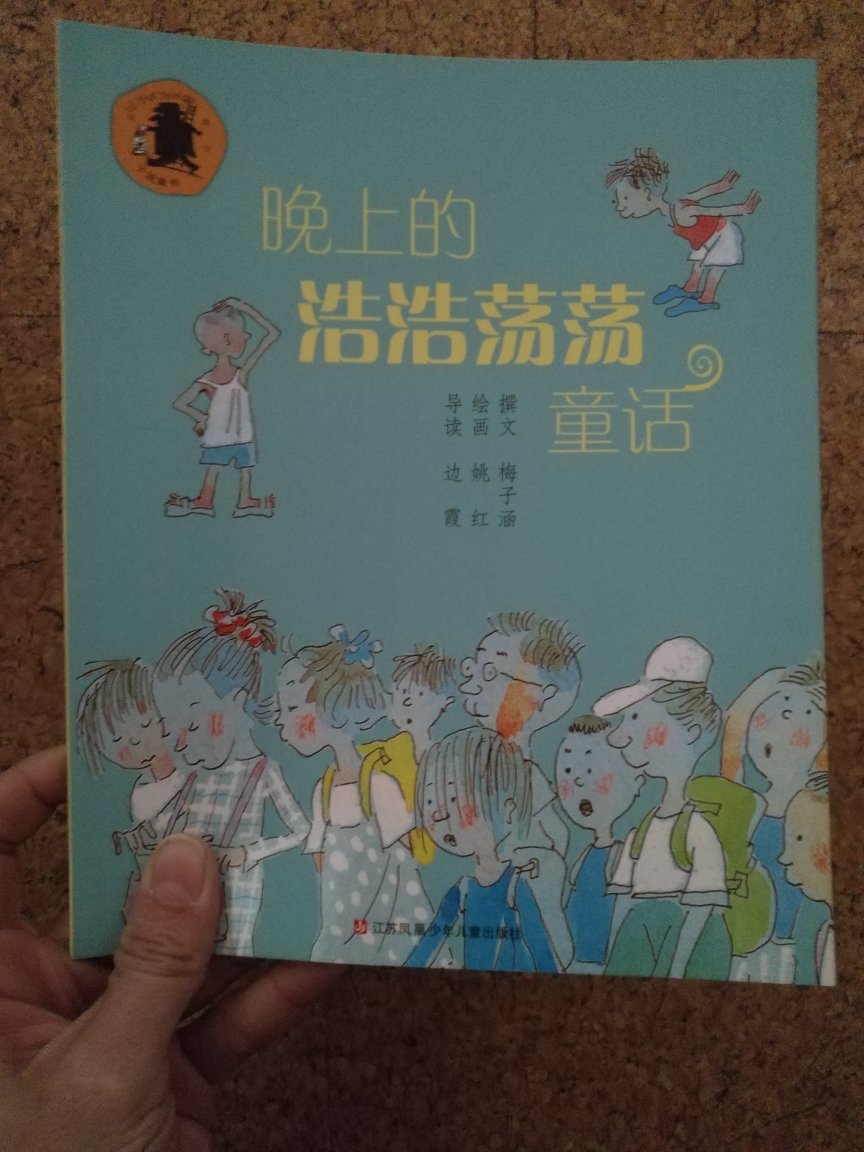 晚上的
浩浩荡荡
童话
撰文 梅子涵
绘画 姚红
导读 边霞
江苏凤凰少年儿童出版社